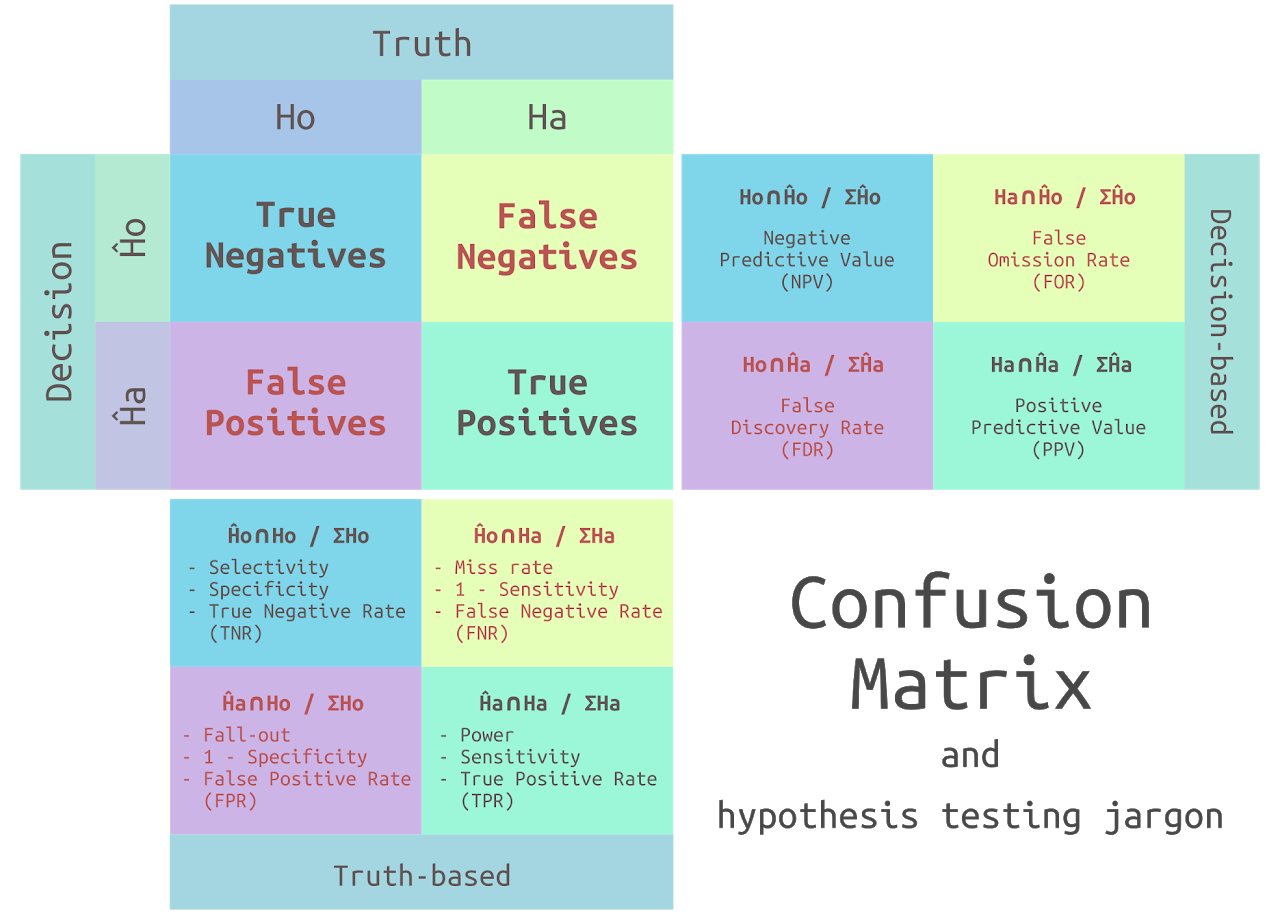 Truth
Ho
Ha
Decision
Ĥo
Ĥa
True
Negatives
False
Negatives
False
Positives
True
Positives
Ho∩Ĥo / ΣĤo
Negative
Predictive Value
(NPV)
Ha∩Ĥo / ΣĤo
False
Omission Rate
(FOR)
Ho∩Ĥa / ΣĤa
False
Discovery Rate
(FDR)
Ha∩Ĥa / ΣĤa
Positive
Predictive Value
(PPV)
Decision-based
Ĥo∩Ho / ΣHo
- Selectivity
- Specificity
- True Negative Rate
(TNR)
Ĥo∩Ha / ΣHa
- Miss rate
- 1 - Sensitivity
- False Negative Rate
(FNR)
Ĥa∩Ho / ΣHo
- Fall-out
- 1 - Specificity
- False Positive Rate
(FPR)
Ĥa∩Ha / ΣHa
- Power
- Sensitivity
- True Positive Rate
(TPR)
Truth-based
Confusion
Matrix
and
hypothesis testing jargon